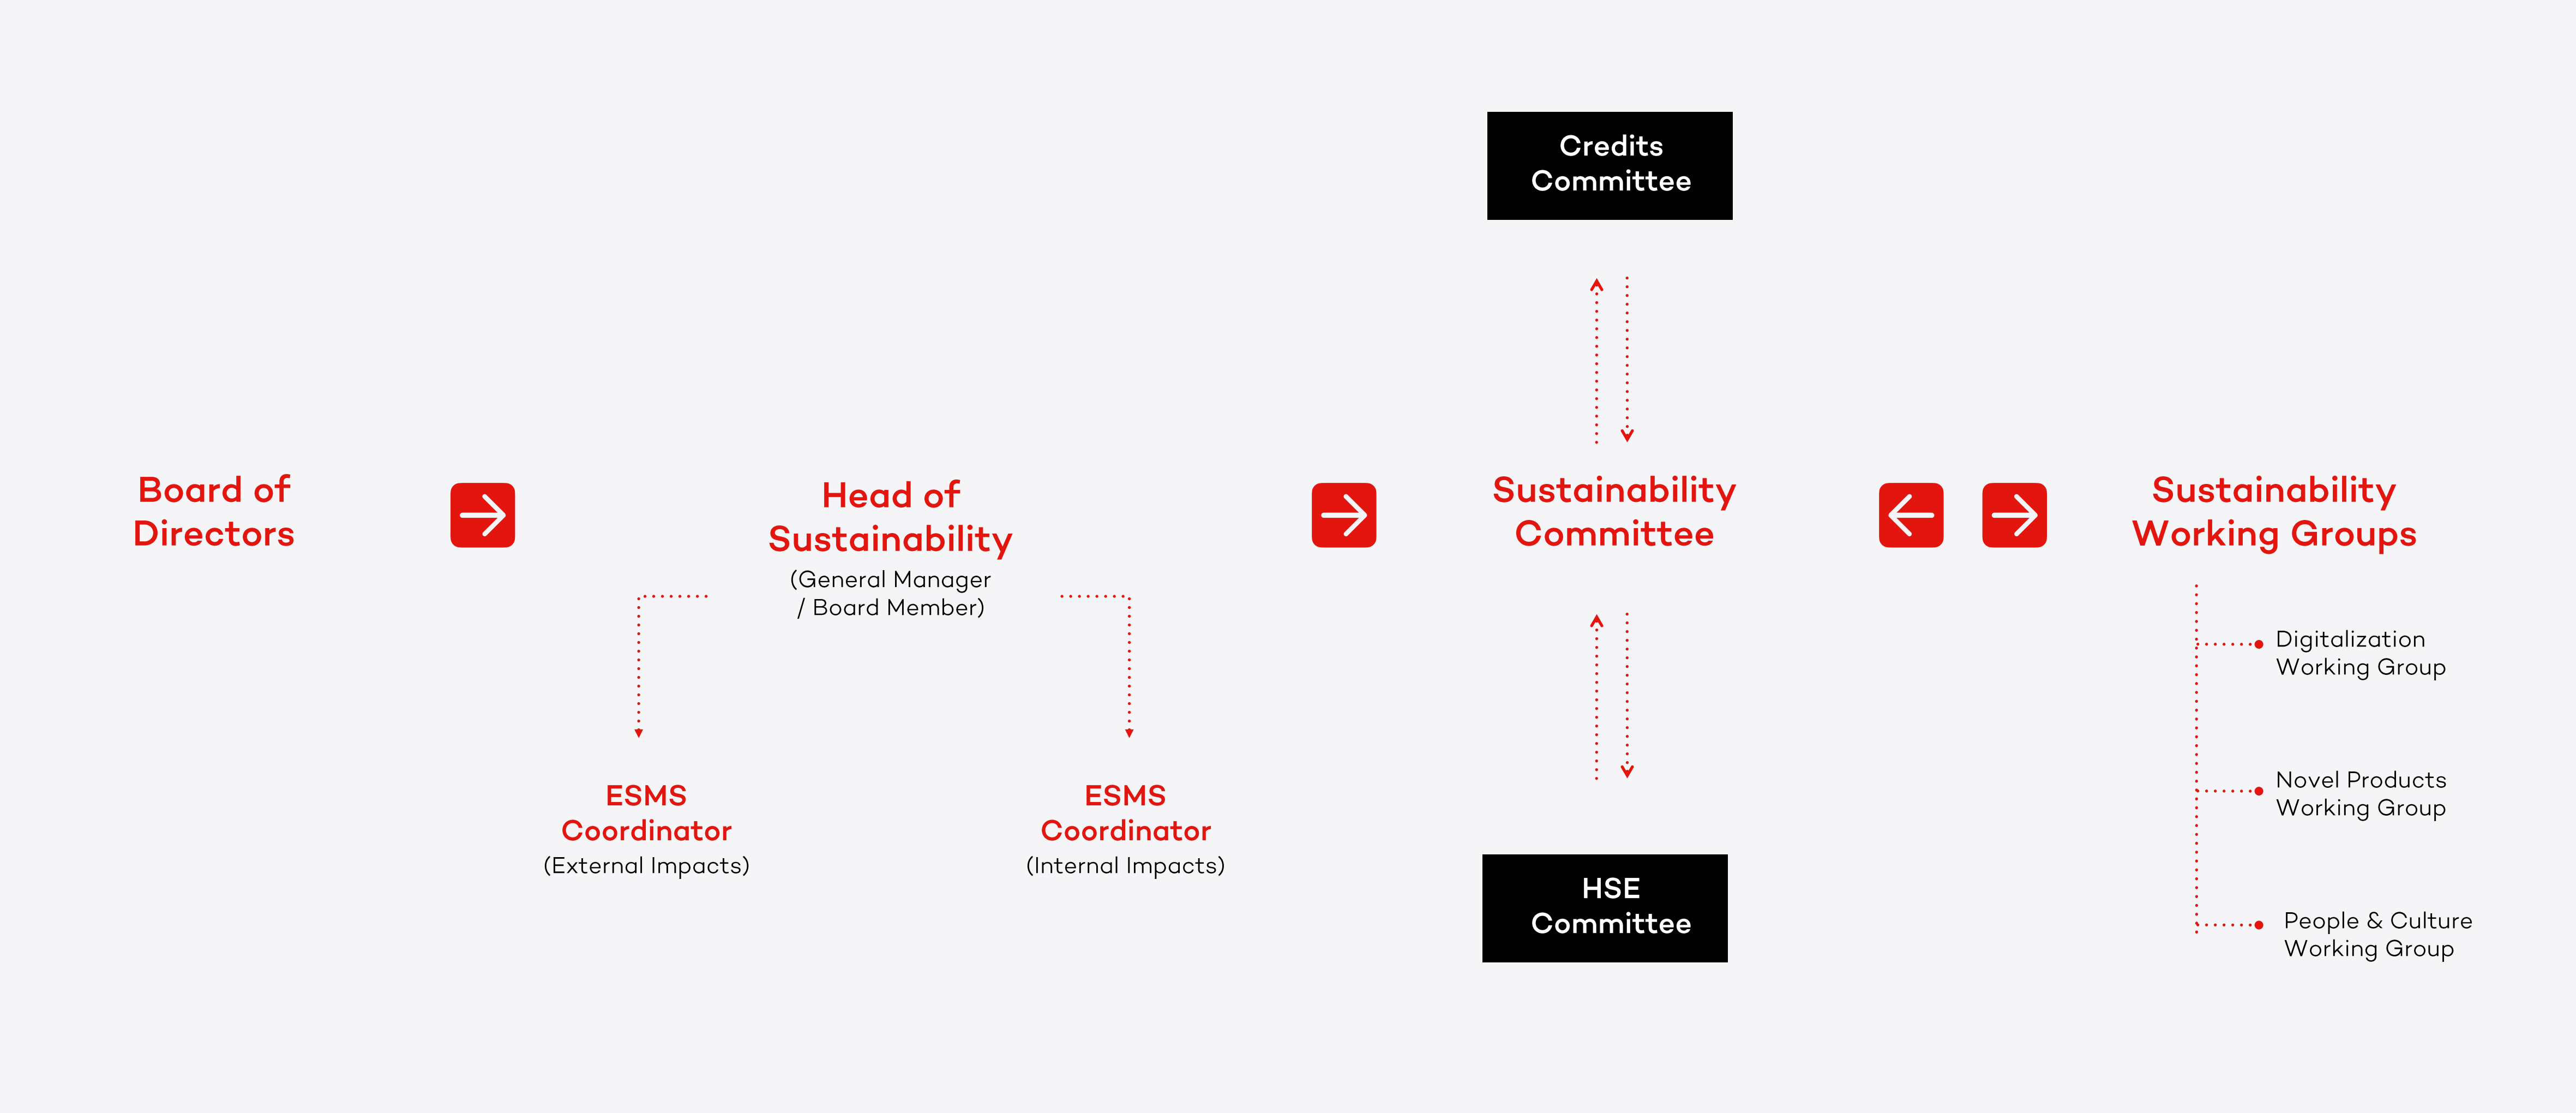 Credits
Committee
Board of
Directors
Head of
Sustainability
(General Manager
/ Board Member)
ESMS
Coordinator
(External Impacts)
ESMS
Coordinator
(Internal Impacts)
Sustainability
Committee
HSE
Committee
Sustainability
Working Groups
Digitalization
Working Group
Novel Products
Working Group
People & Culture
Working Group